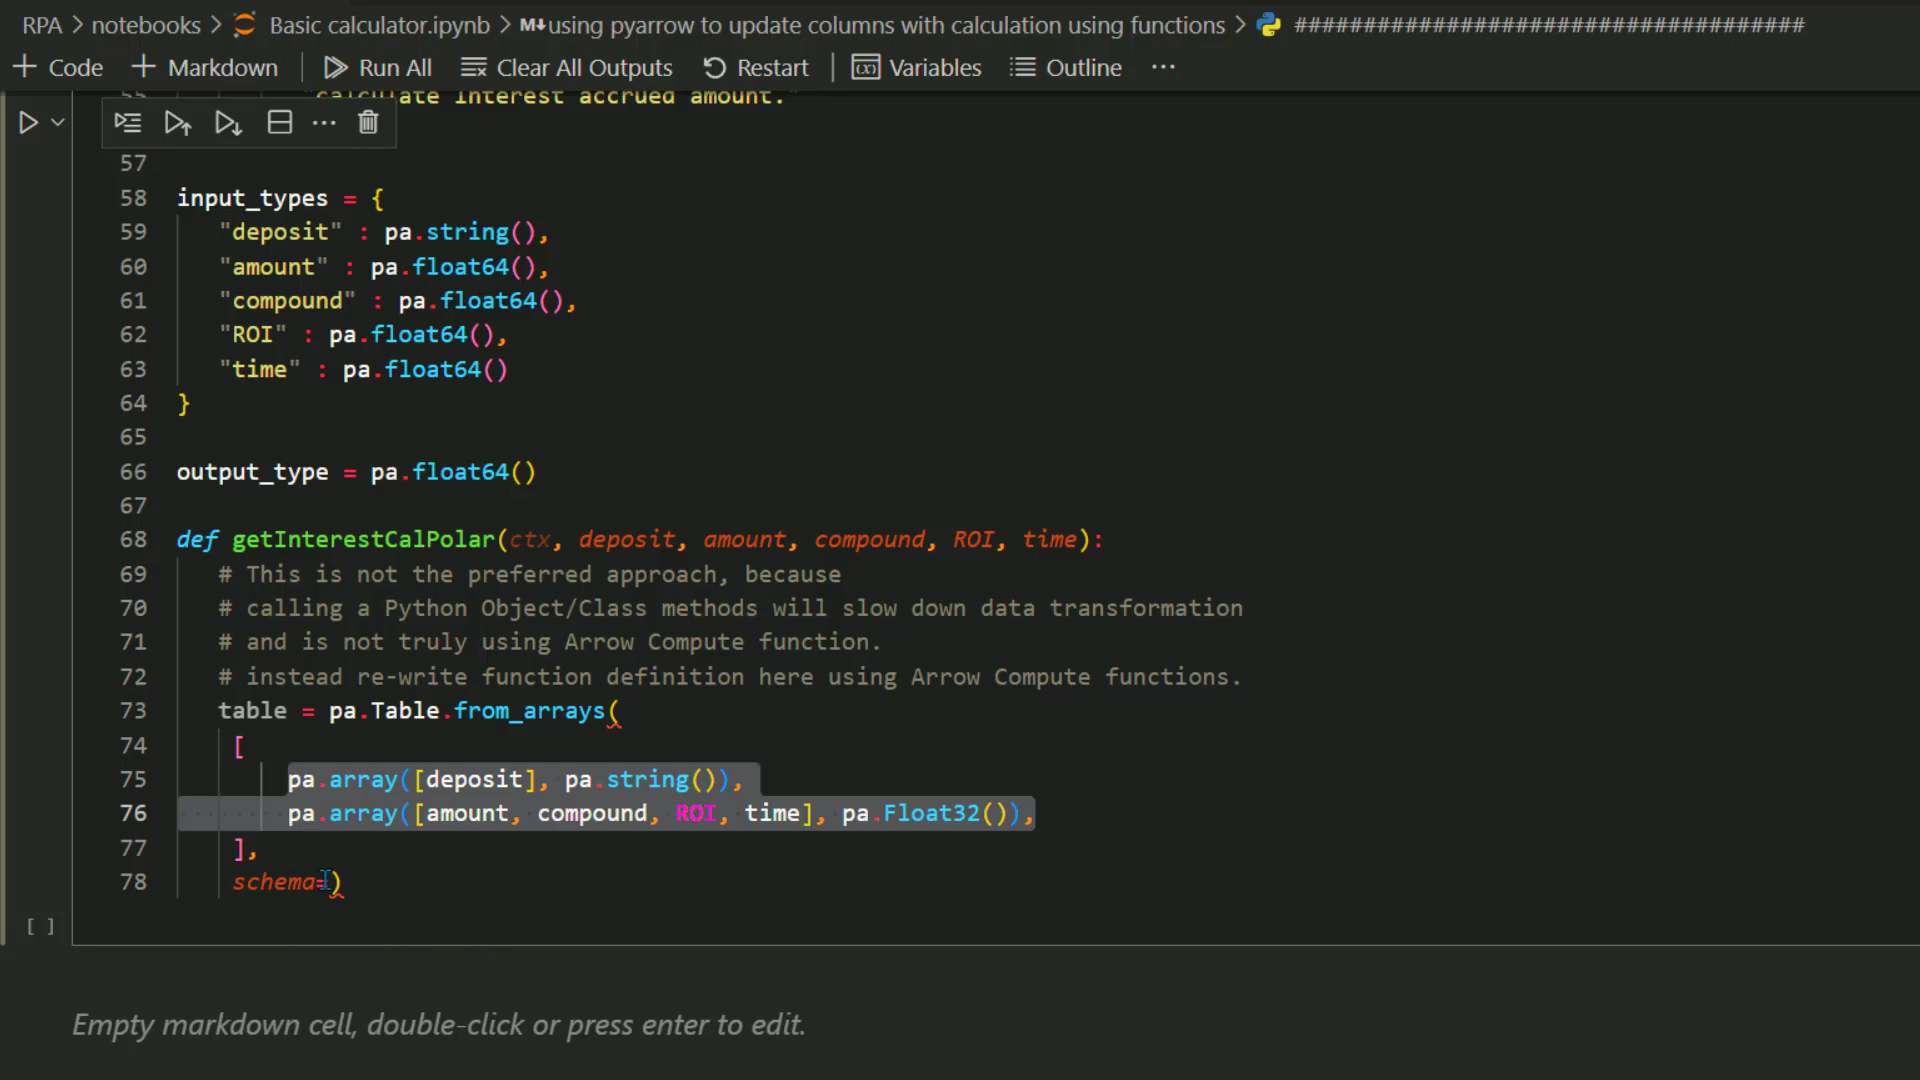 RPA > notebooks > Basic calculator.ipynb > M↓using pyarrow to update columns with calculation using functions > #####################################
+ Code + Markdown Run All Clear All Outputs Restart Variables Outline ...
55 "calculate interest accrued amount."
57
58 input_types = {
59 "deposit" : pa.string(),
60 "amount" : pa.float64(),
61 "compound" : pa.float64(),
62 "ROI" : pa.float64(),
63 "time" : pa.float64()
64 }
65
66 output_type = pa.float64()
67
68 def getInterestCalPolar(ctx, deposit, amount, compound, ROI, time):
69 # This is not the preferred approach, because
70 # calling a Python Object/Class methods will slow down data transformation
71 # and is not truly using Arrow Compute function.
72 # instead re-write function definition here using Arrow Compute functions.
73 table = pa.Table.from_arrays(
74 [
75 pa.array([deposit], pa.string()),
76 pa.array([amount, compound, ROI, time], pa.Float32()),
77 ],
78 schema=)
[ ]
Empty markdown cell, double-click or press enter to edit.